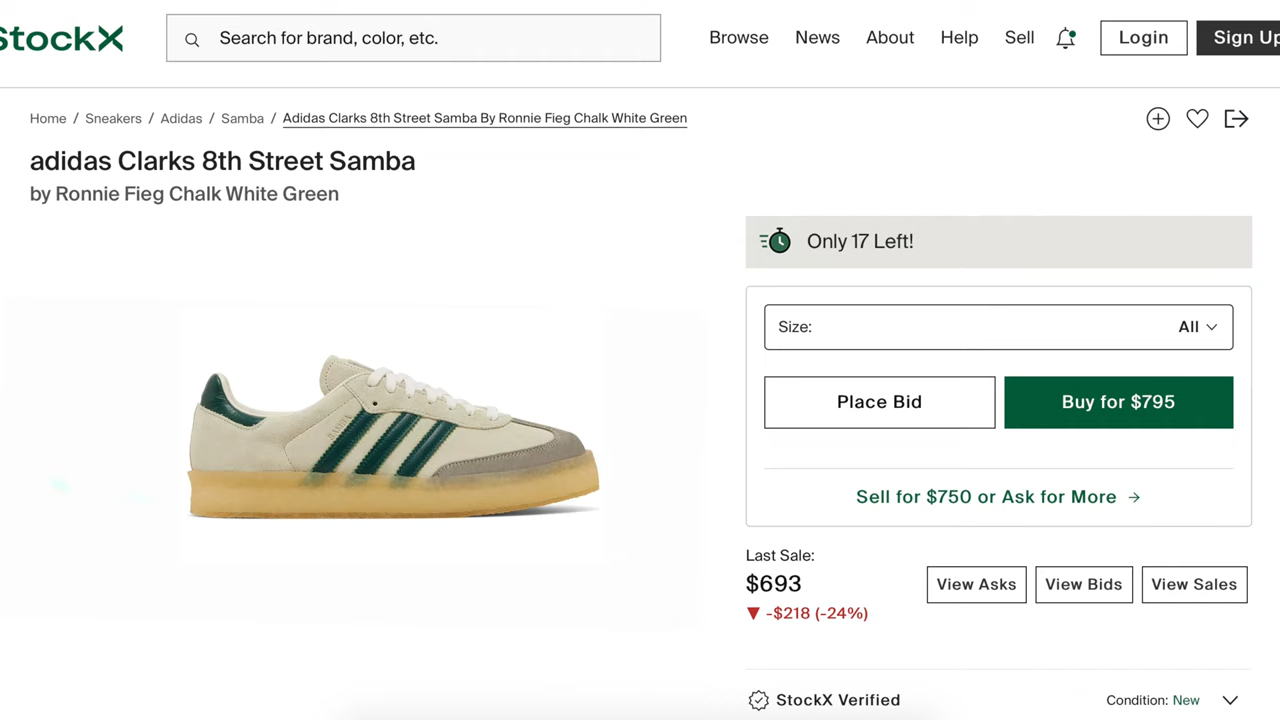 StockX
Search for brand, color, etc.
Browse News About Help Sell Login Sign Up
Home / Sneakers / Adidas / Samba / Adidas Clarks 8th Street Samba By Ronnie Fieg Chalk White Green
adidas Clarks 8th Street Samba
by Ronnie Fieg Chalk White Green
Only 17 Left!
Size: All
Place Bid Buy for $795
Sell for $750 or Ask for More →
Last Sale:
$693
View Asks View Bids View Sales
▼ -$218 (-24%)
StockX Verified Condition: New